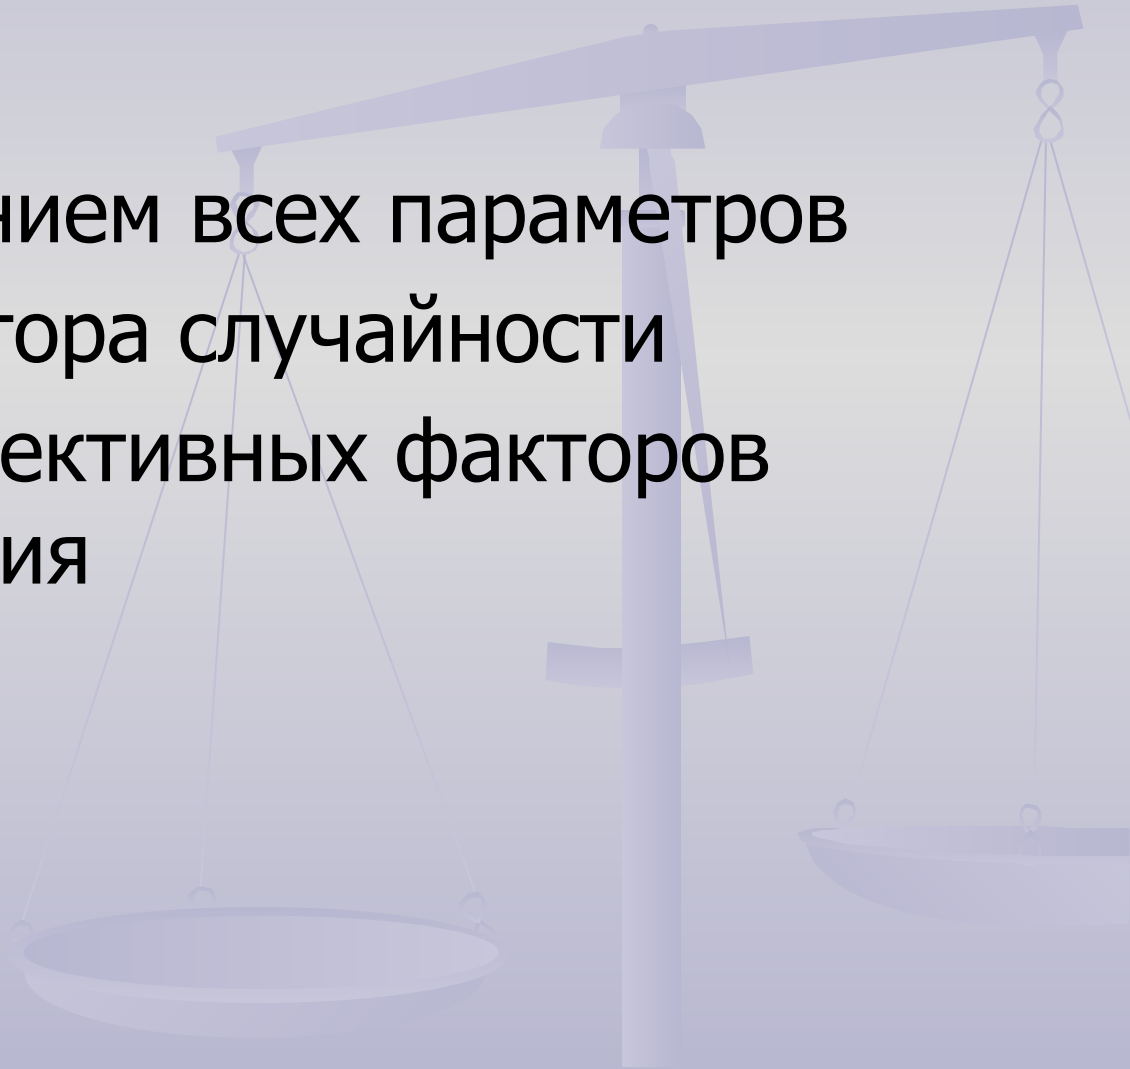 нием всех параметров
тора случайности
ективных факторов
ия